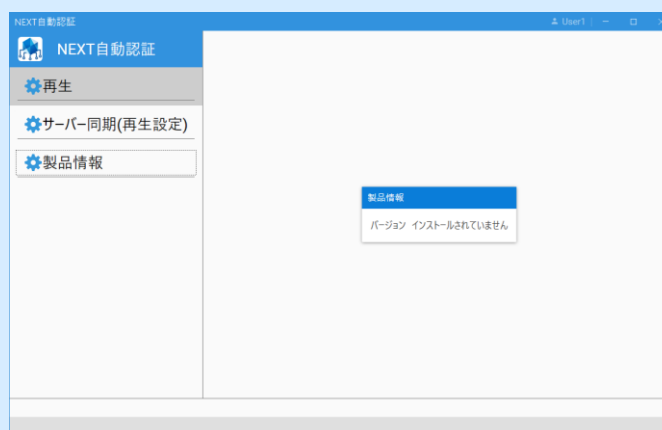 NEXT自動認証
User1
NEXT自動認証
再生
サーバー同期(再生設定)
製品情報
製品情報
バージョン インストールされていません